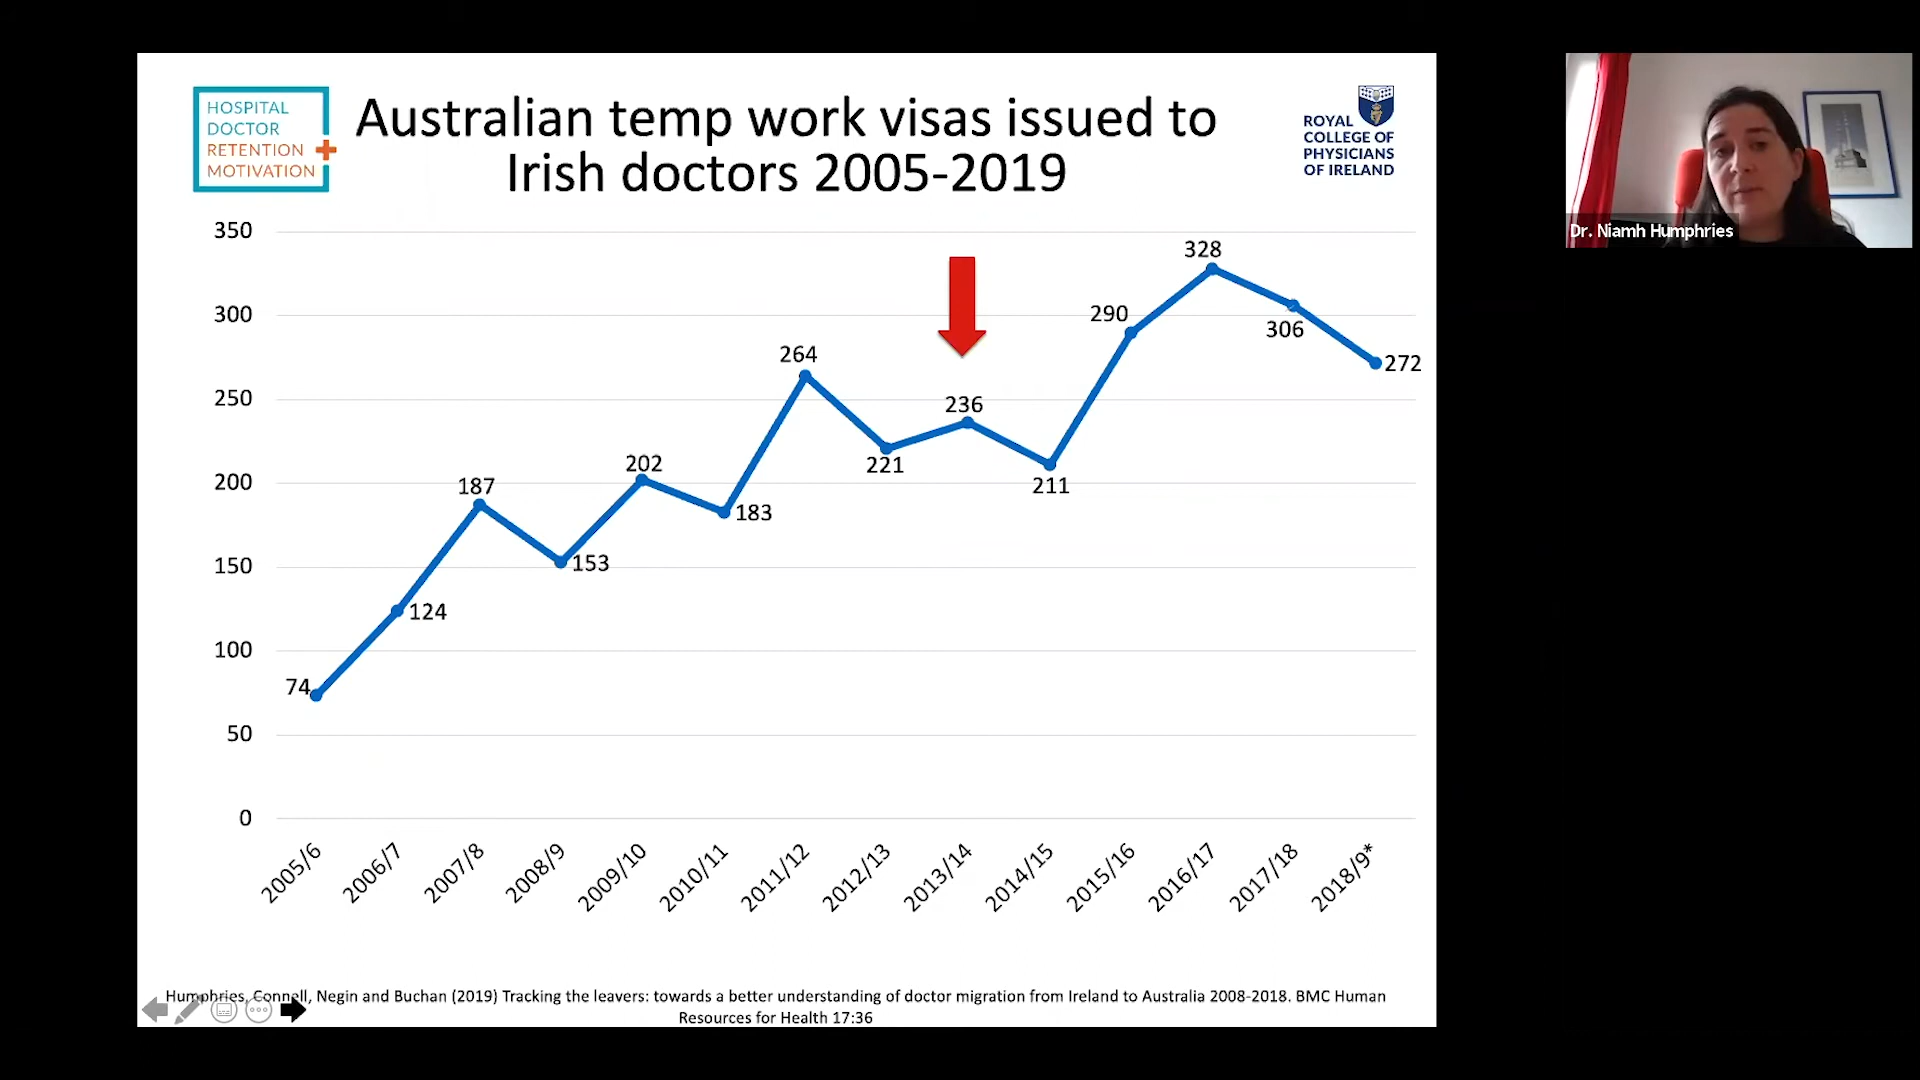 HOSPITAL
DOCTOR
RETENTION
MOTIVATION
Australian temp work visas issued to
Irish doctors 2005-2019
ROYAL
COLLEGE OF
PHYSICIANS
OF IRELAND
Dr. Niamh Humphries
350
300
250
200
150
100
50
0
74
124
187
153
202
183
264
221
236
211
290
328
306
272
2005/6
2006/7
2007/8
2008/9
2009/10
2010/11
2011/12
2012/13
2013/14
2014/15
2015/16
2016/17
2017/18
2018/9*
Humphries, Connell, Negin and Buchan (2019) Tracking the leavers: towards a better understanding of doctor migration from Ireland to Australia 2008-2018. BMC Human
Resources for Health 17:36